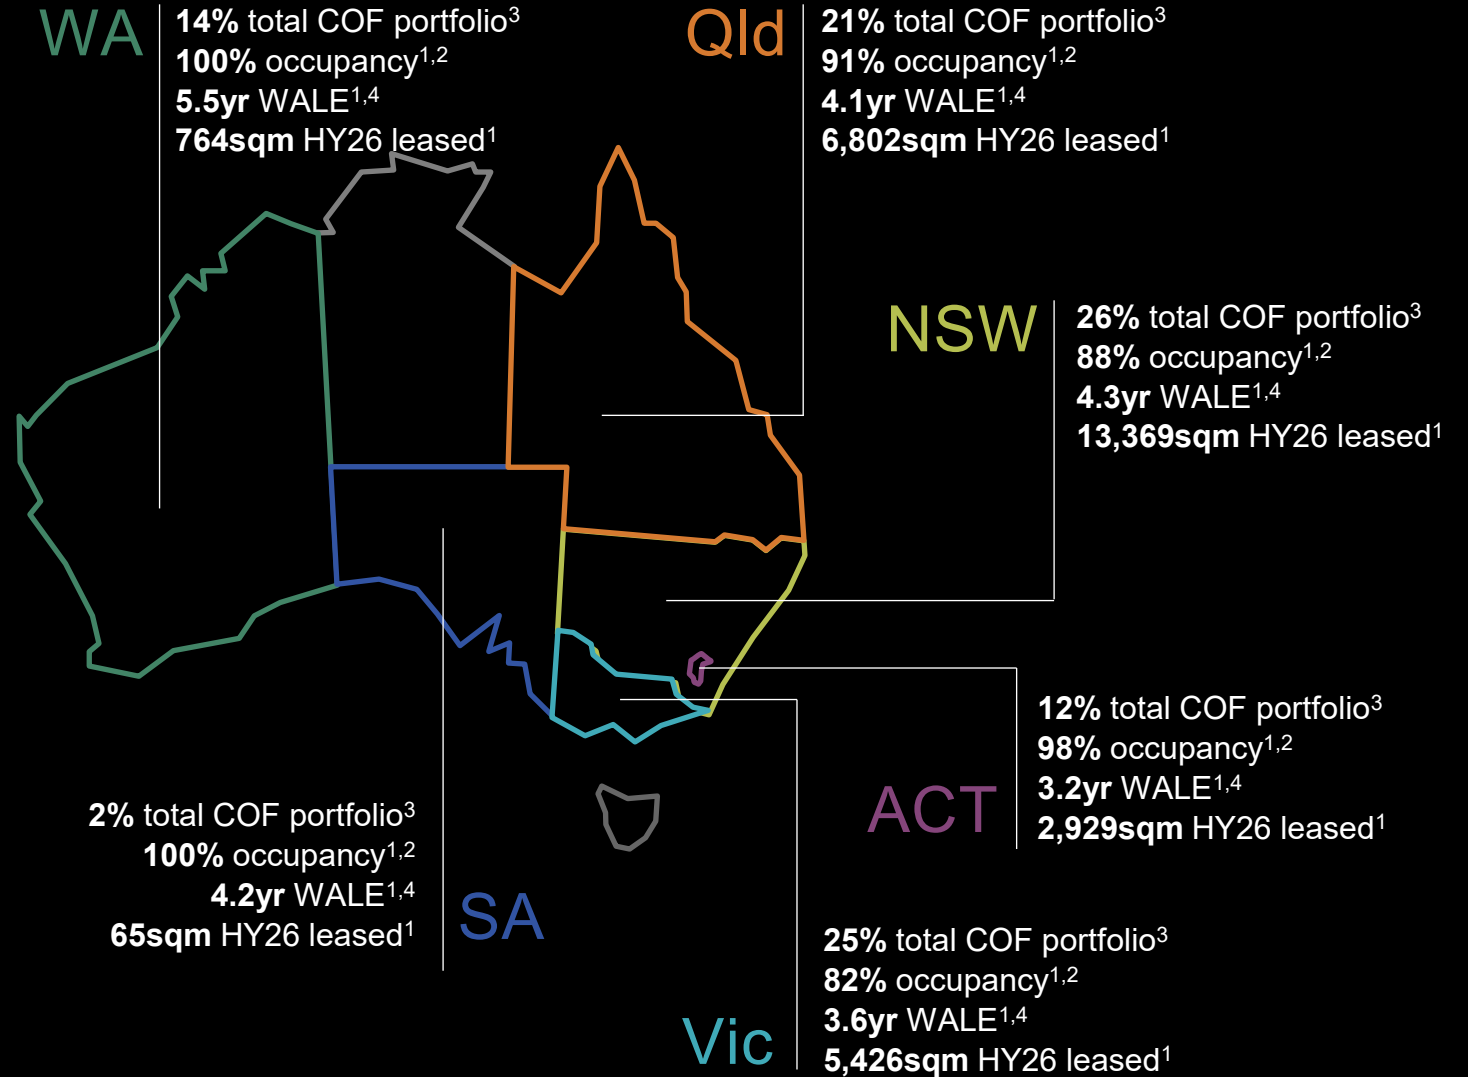 WA
14% total COF portfolio³
100% occupancy¹,²
5.5yr WALE¹,⁴
764sqm HY26 leased¹
Qld
21% total COF portfolio³
91% occupancy¹,²
4.1yr WALE¹,⁴
6,802sqm HY26 leased¹
NSW
26% total COF portfolio³
88% occupancy¹,²
4.3yr WALE¹,⁴
13,369sqm HY26 leased¹
ACT
12% total COF portfolio³
98% occupancy¹,²
3.2yr WALE¹,⁴
2,929sqm HY26 leased¹
2% total COF portfolio³
100% occupancy¹,²
4.2yr WALE¹,⁴
65sqm HY26 leased¹
SA
Vic
25% total COF portfolio³
82% occupancy¹,²
3.6yr WALE¹,⁴
5,426sqm HY26 leased¹